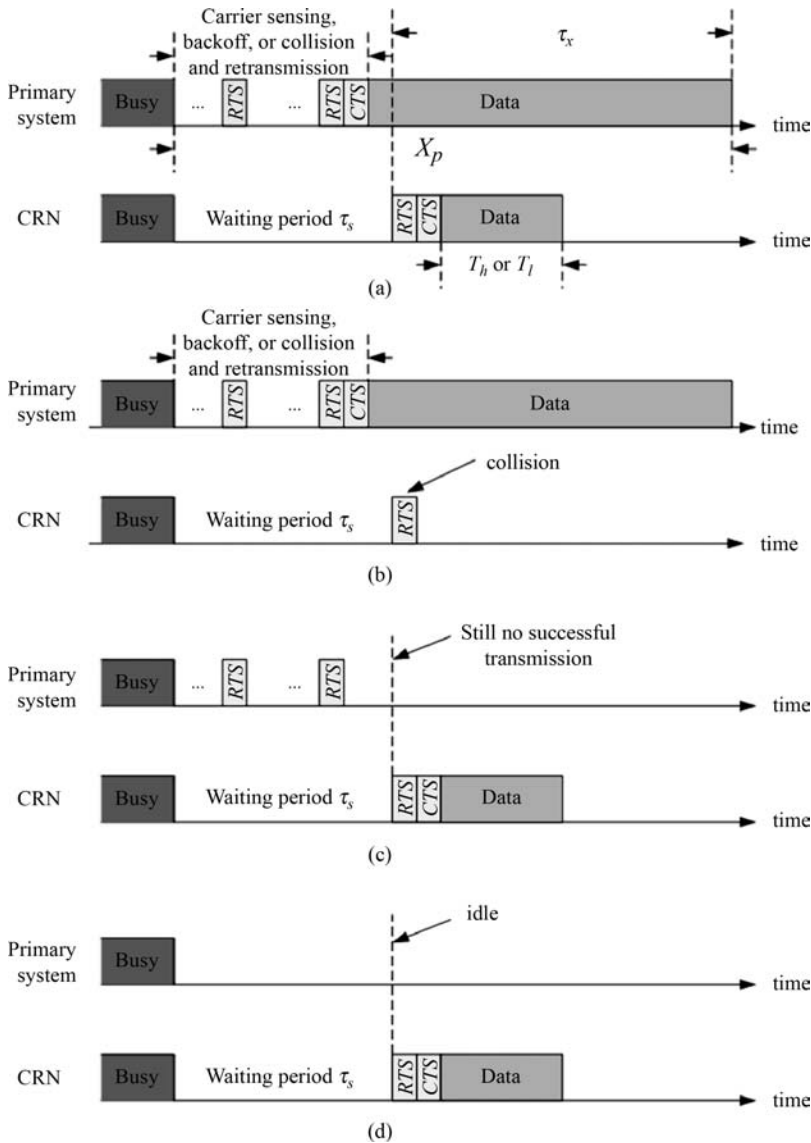 Carrier sensing,
backoff, or collision
and retransmission
τx
Primary
system
Busy
...
RTS
...
RTS
CTS
Data
time
Xp
CRN
Busy
Waiting period τs
RTS
CTS
Data
time
Th or Tl
(a)
Carrier sensing,
backoff, or collision
and retransmission
Primary
system
Busy
...
RTS
...
RTS
CTS
Data
time
collision
CRN
Busy
Waiting period τs
RTS
time
(b)
Still no successful
transmission
Primary
system
Busy
...
RTS
...
RTS
time
CRN
Busy
Waiting period τs
RTS
CTS
Data
time
(c)
idle
Primary
system
Busy
time
CRN
Busy
Waiting period τs
RTS
CTS
Data
time
(d)